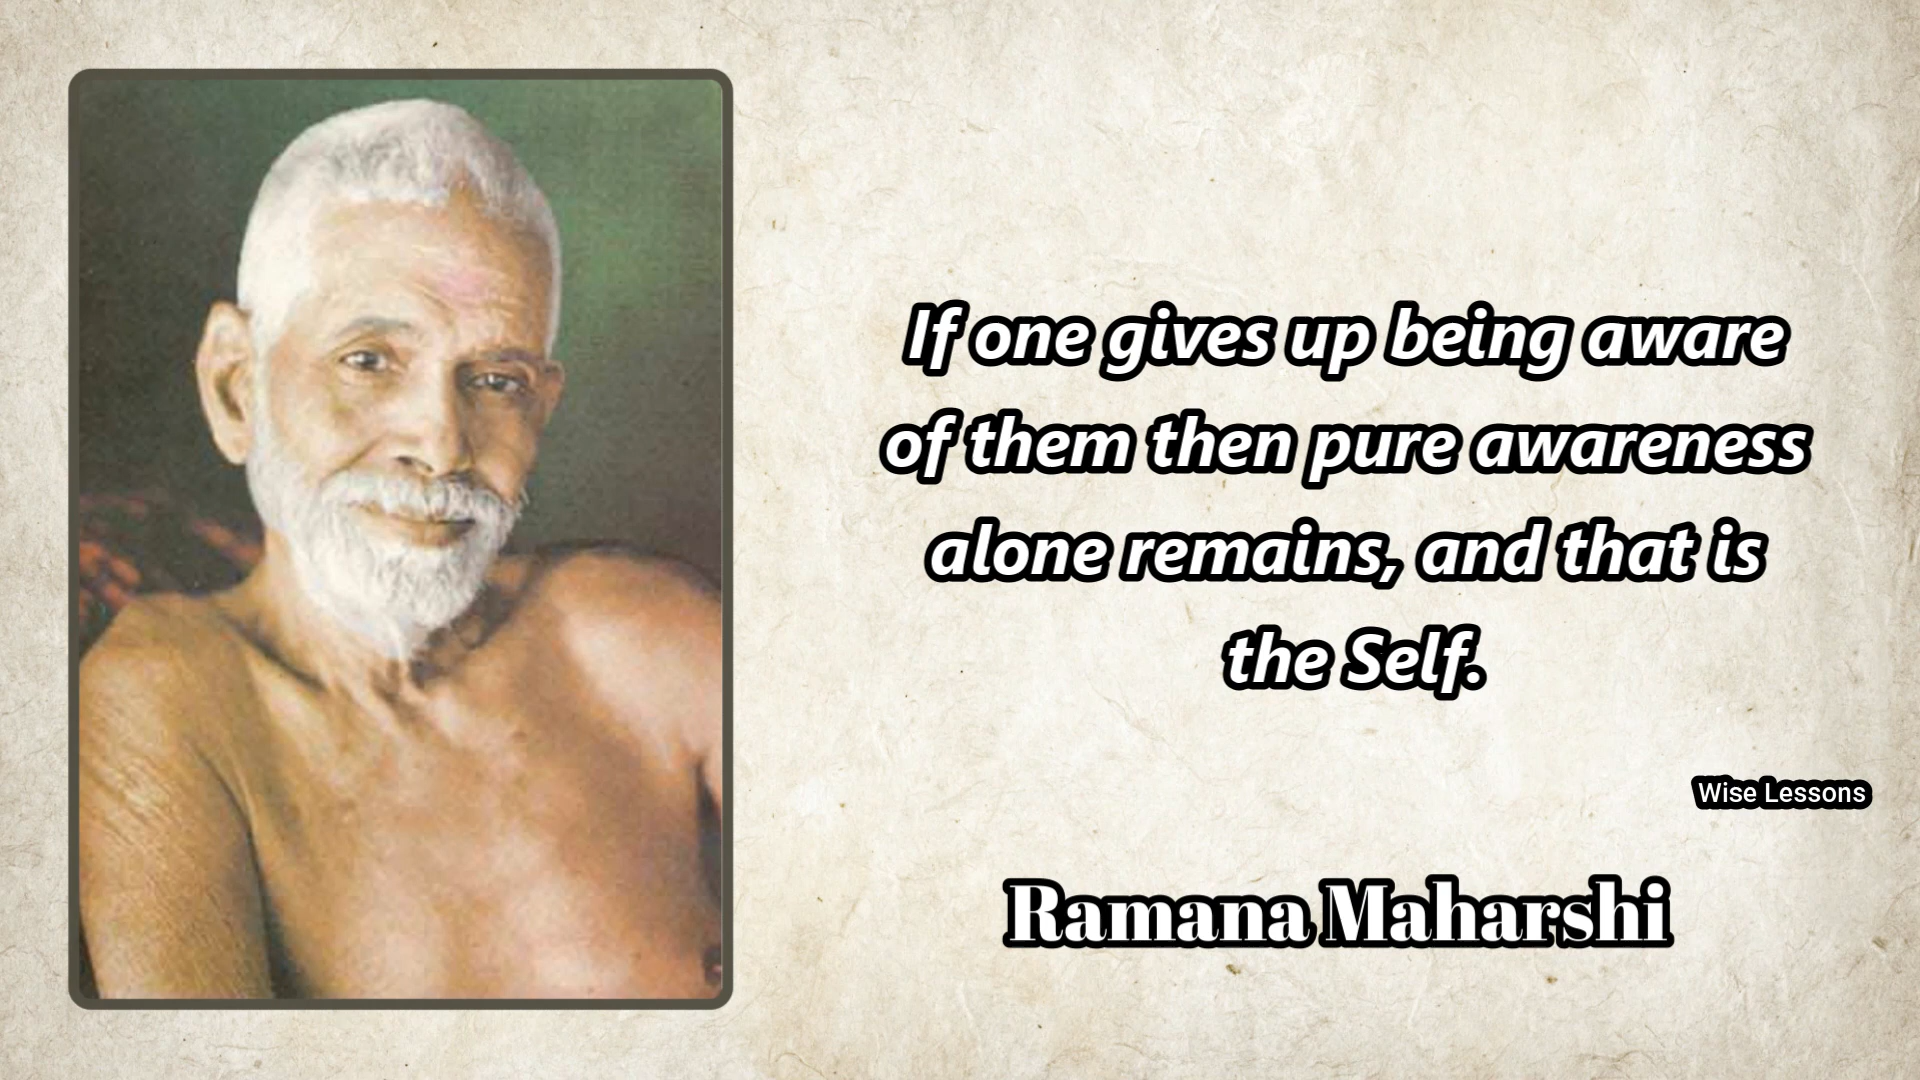 If one gives up being aware
of them then pure awareness
alone remains, and that is
the Self.
Wise Lessons
Ramana Maharshi